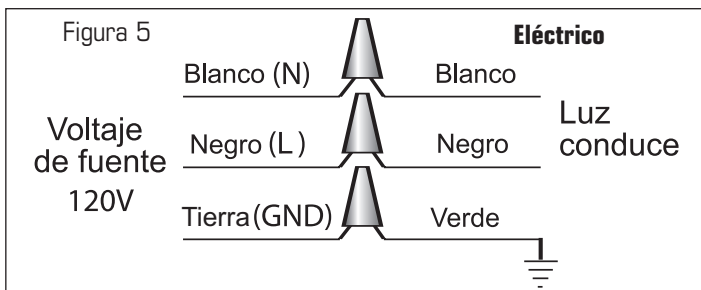 Figura 5
Eléctrico
Blanco (N)
Blanco
Voltaje
de fuente
120V
Negro (L)
Negro
Luz
conduce
Tierra (GND)
Verde